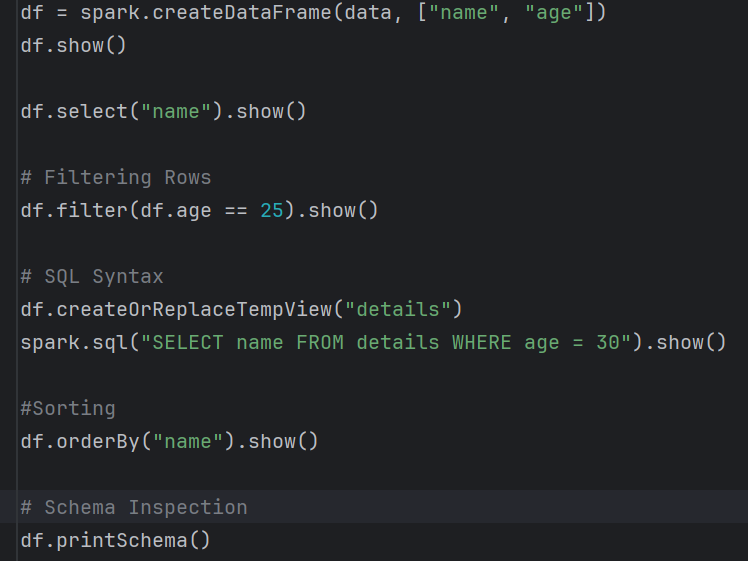 df = spark.createDataFrame(data, ["name", "age"])
df.show()
df.select("name").show()
# Filtering Rows
df.filter(df.age == 25).show()
# SQL Syntax
df.createOrReplaceTempView("details")
spark.sql("SELECT name FROM details WHERE age = 30").show()
#Sorting
df.orderBy("name").show()
# Schema Inspection
df.printSchema()